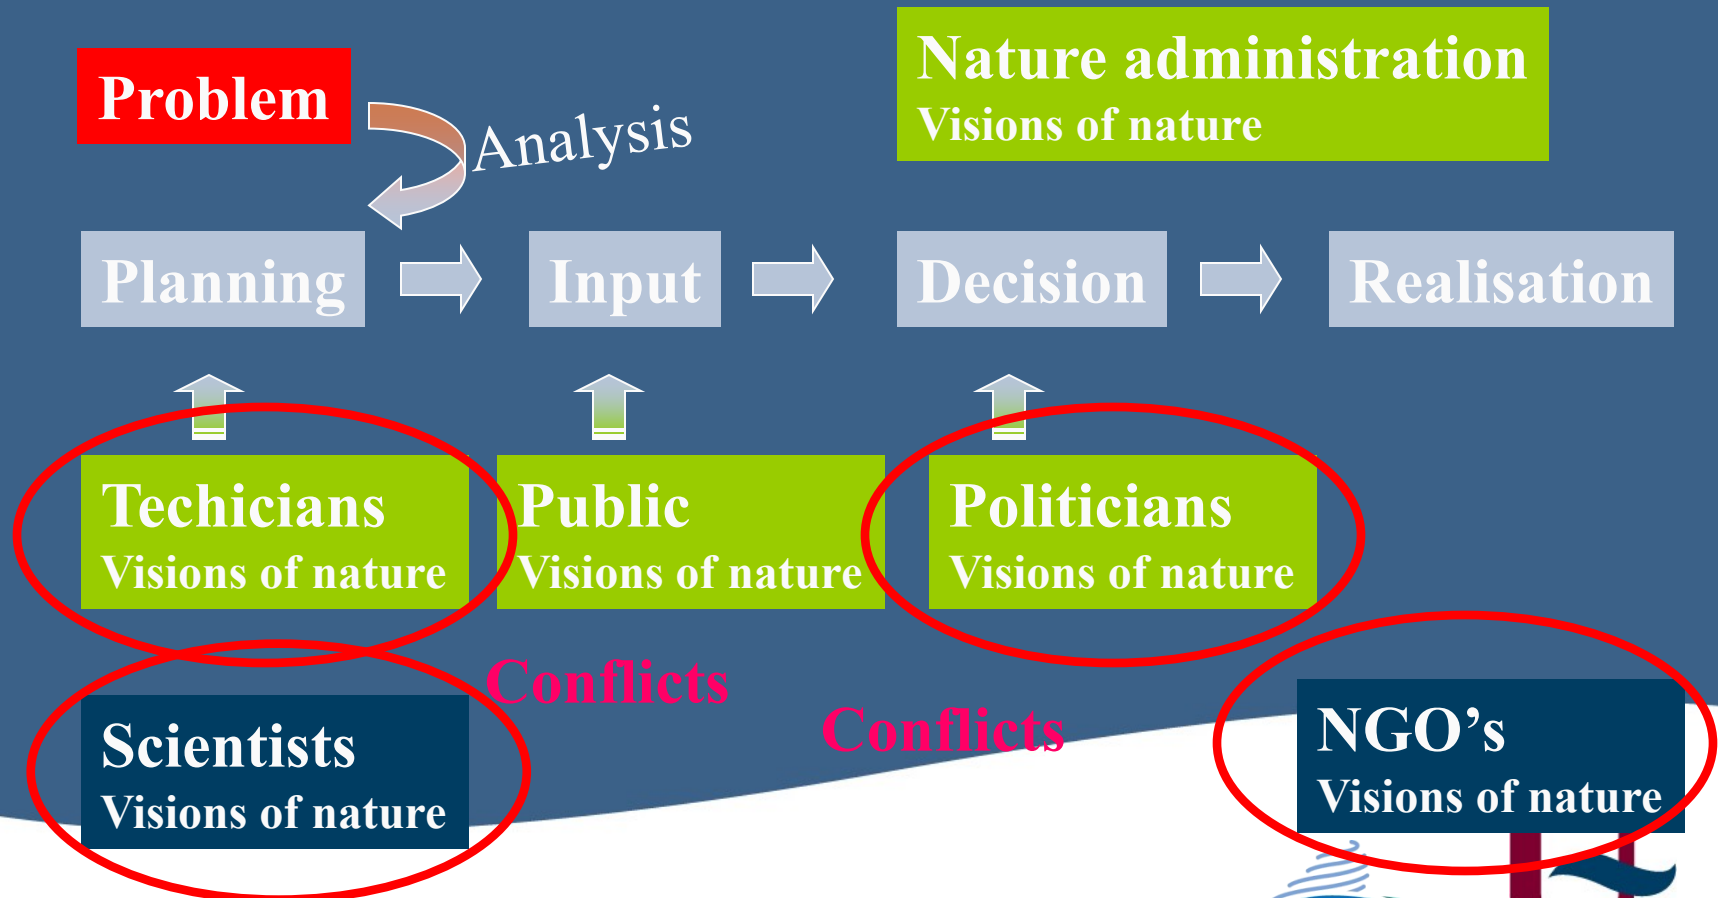 Problem
Analysis
Nature administration
Visions of nature
Planning
Input
Decision
Realisation
Techicians
Visions of nature
Public
Visions of nature
Politicians
Visions of nature
Conflicts
Conflicts
Scientists
Visions of nature
NGO’s
Visions of nature